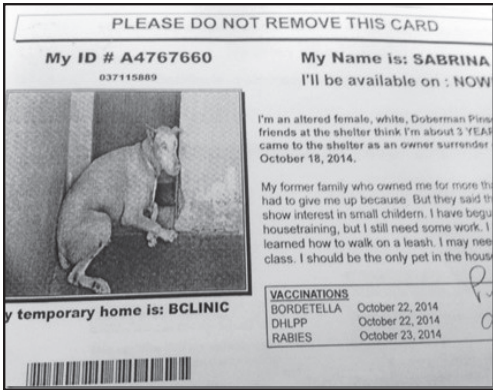 PLEASE DO NOT REMOVE THIS CARD
My ID # A4767660
037115889
My Name is: SABRINA
I'll be available on : NOW
I'm an altered female, white, Doberman Pins
friends at the shelter think I'm about 3 YEAR
came to the shelter as an owner surrender
October 18, 2014.
My former family who owned me for more th
had to give me up because  But they said th
show interest in small childern. I have begu
housetraining, but I still need some work. I
learned how to walk on a leash. I may nee
class. I should be the only pet in the hous
y temporary home is: BCLINIC
VACCINATIONS
BORDETELLA October 22, 2014
DHLPP October 22, 2014
RABIES October 23, 2014